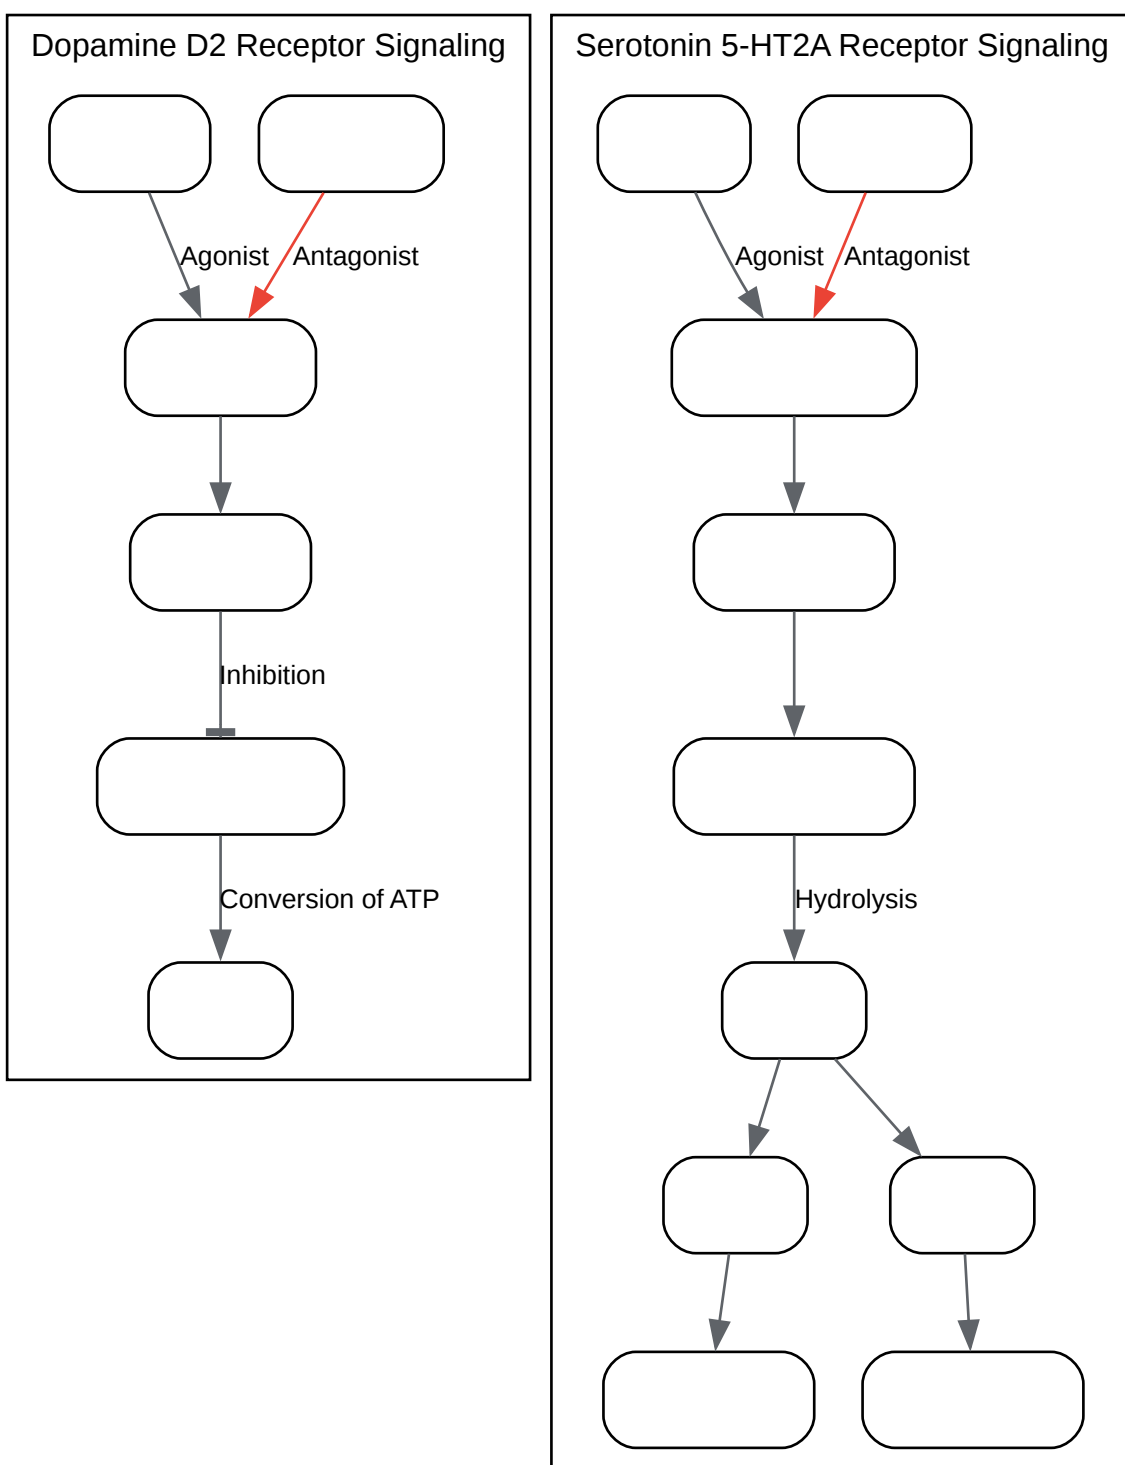 Dopamine D2 Receptor Signaling
Agonist
Antagonist
Inhibition
Conversion of ATP
Serotonin 5-HT2A Receptor Signaling
Agonist
Antagonist
Hydrolysis